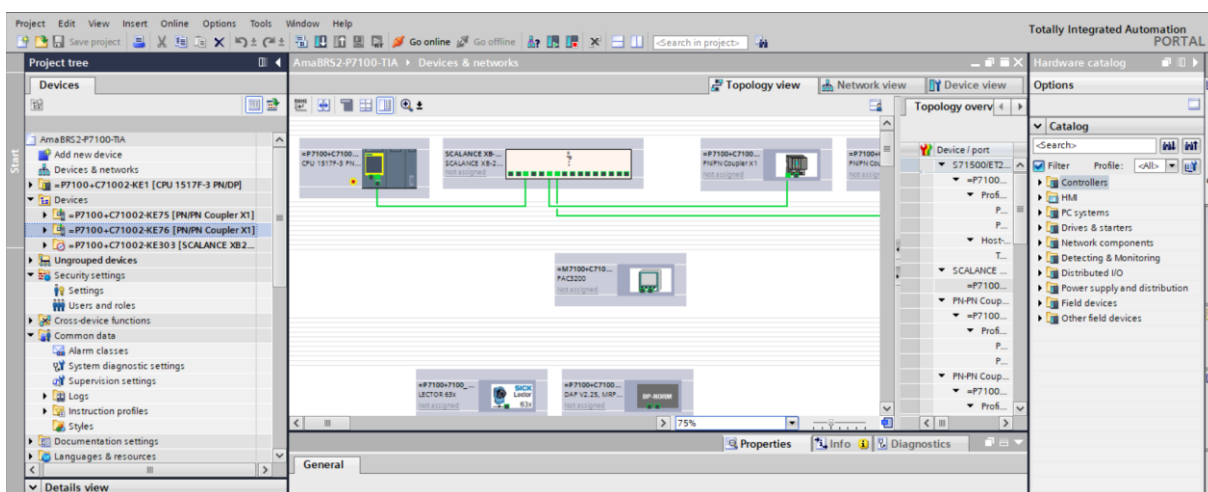 Project Edit View Insert Online Options Tools Window Help
Save project Go online Go offline <Search in project>
Totally Integrated Automation
PORTAL
Project tree
AmaBRS2-P7100-TIA Devices & networks
Hardware catalog
Devices
Topology view Network view Device view
Options
Start
Topology overv
Catalog
<Search>
Filter Profile: <All>
AmaBRS2-P7100-TIA
Add new device
Devices & networks
=P7100+C71002-KE1 [CPU 1517F-3 PN/DP]
Devices
=P7100+C71002-KE75 [PN/PN Coupler X1]
=P7100+C71002-KE76 [PN/PN Coupler X1]
=P7100+C71002-KE303 [SCALANCE XB2...
Ungrouped devices
Security settings
Settings
Users and roles
Cross-device functions
Common data
Alarm classes
System diagnostic settings
Supervision settings
Logs
Instruction profiles
Styles
Documentation settings
Languages & resources
Details view
=P7100+C7100...
CPU 1517F-3 PN...
SCALANCE XB-...
SCALANCE XB-2...
Not assigned
=P7100+C7100...
PN/PN Coupler X1
Not assigned
=P7100+
PN/PN Cou
Not assign
=M7100+C710...
PAC3200
Not assigned
=P7100+7100_...
LECTOR 63x
Not assigned
SICK
Lector
63x
=P7100+C7100...
DAP V2.25, MRP...
Not assigned
DP-NORM
75%
Device / port
S71500/ET2...
=P7100...
Profi...
P...
P...
Host-...
T...
SCALANCE ...
=P7100...
PN-PN Coup...
=P7100...
Profi...
P...
P...
PN-PN Coup...
=P7100...
Profi...
Controllers
HMI
PC systems
Drives & starters
Network components
Detecting & Monitoring
Distributed I/O
Power supply and distribution
Field devices
Other field devices
Properties Info Diagnostics
General